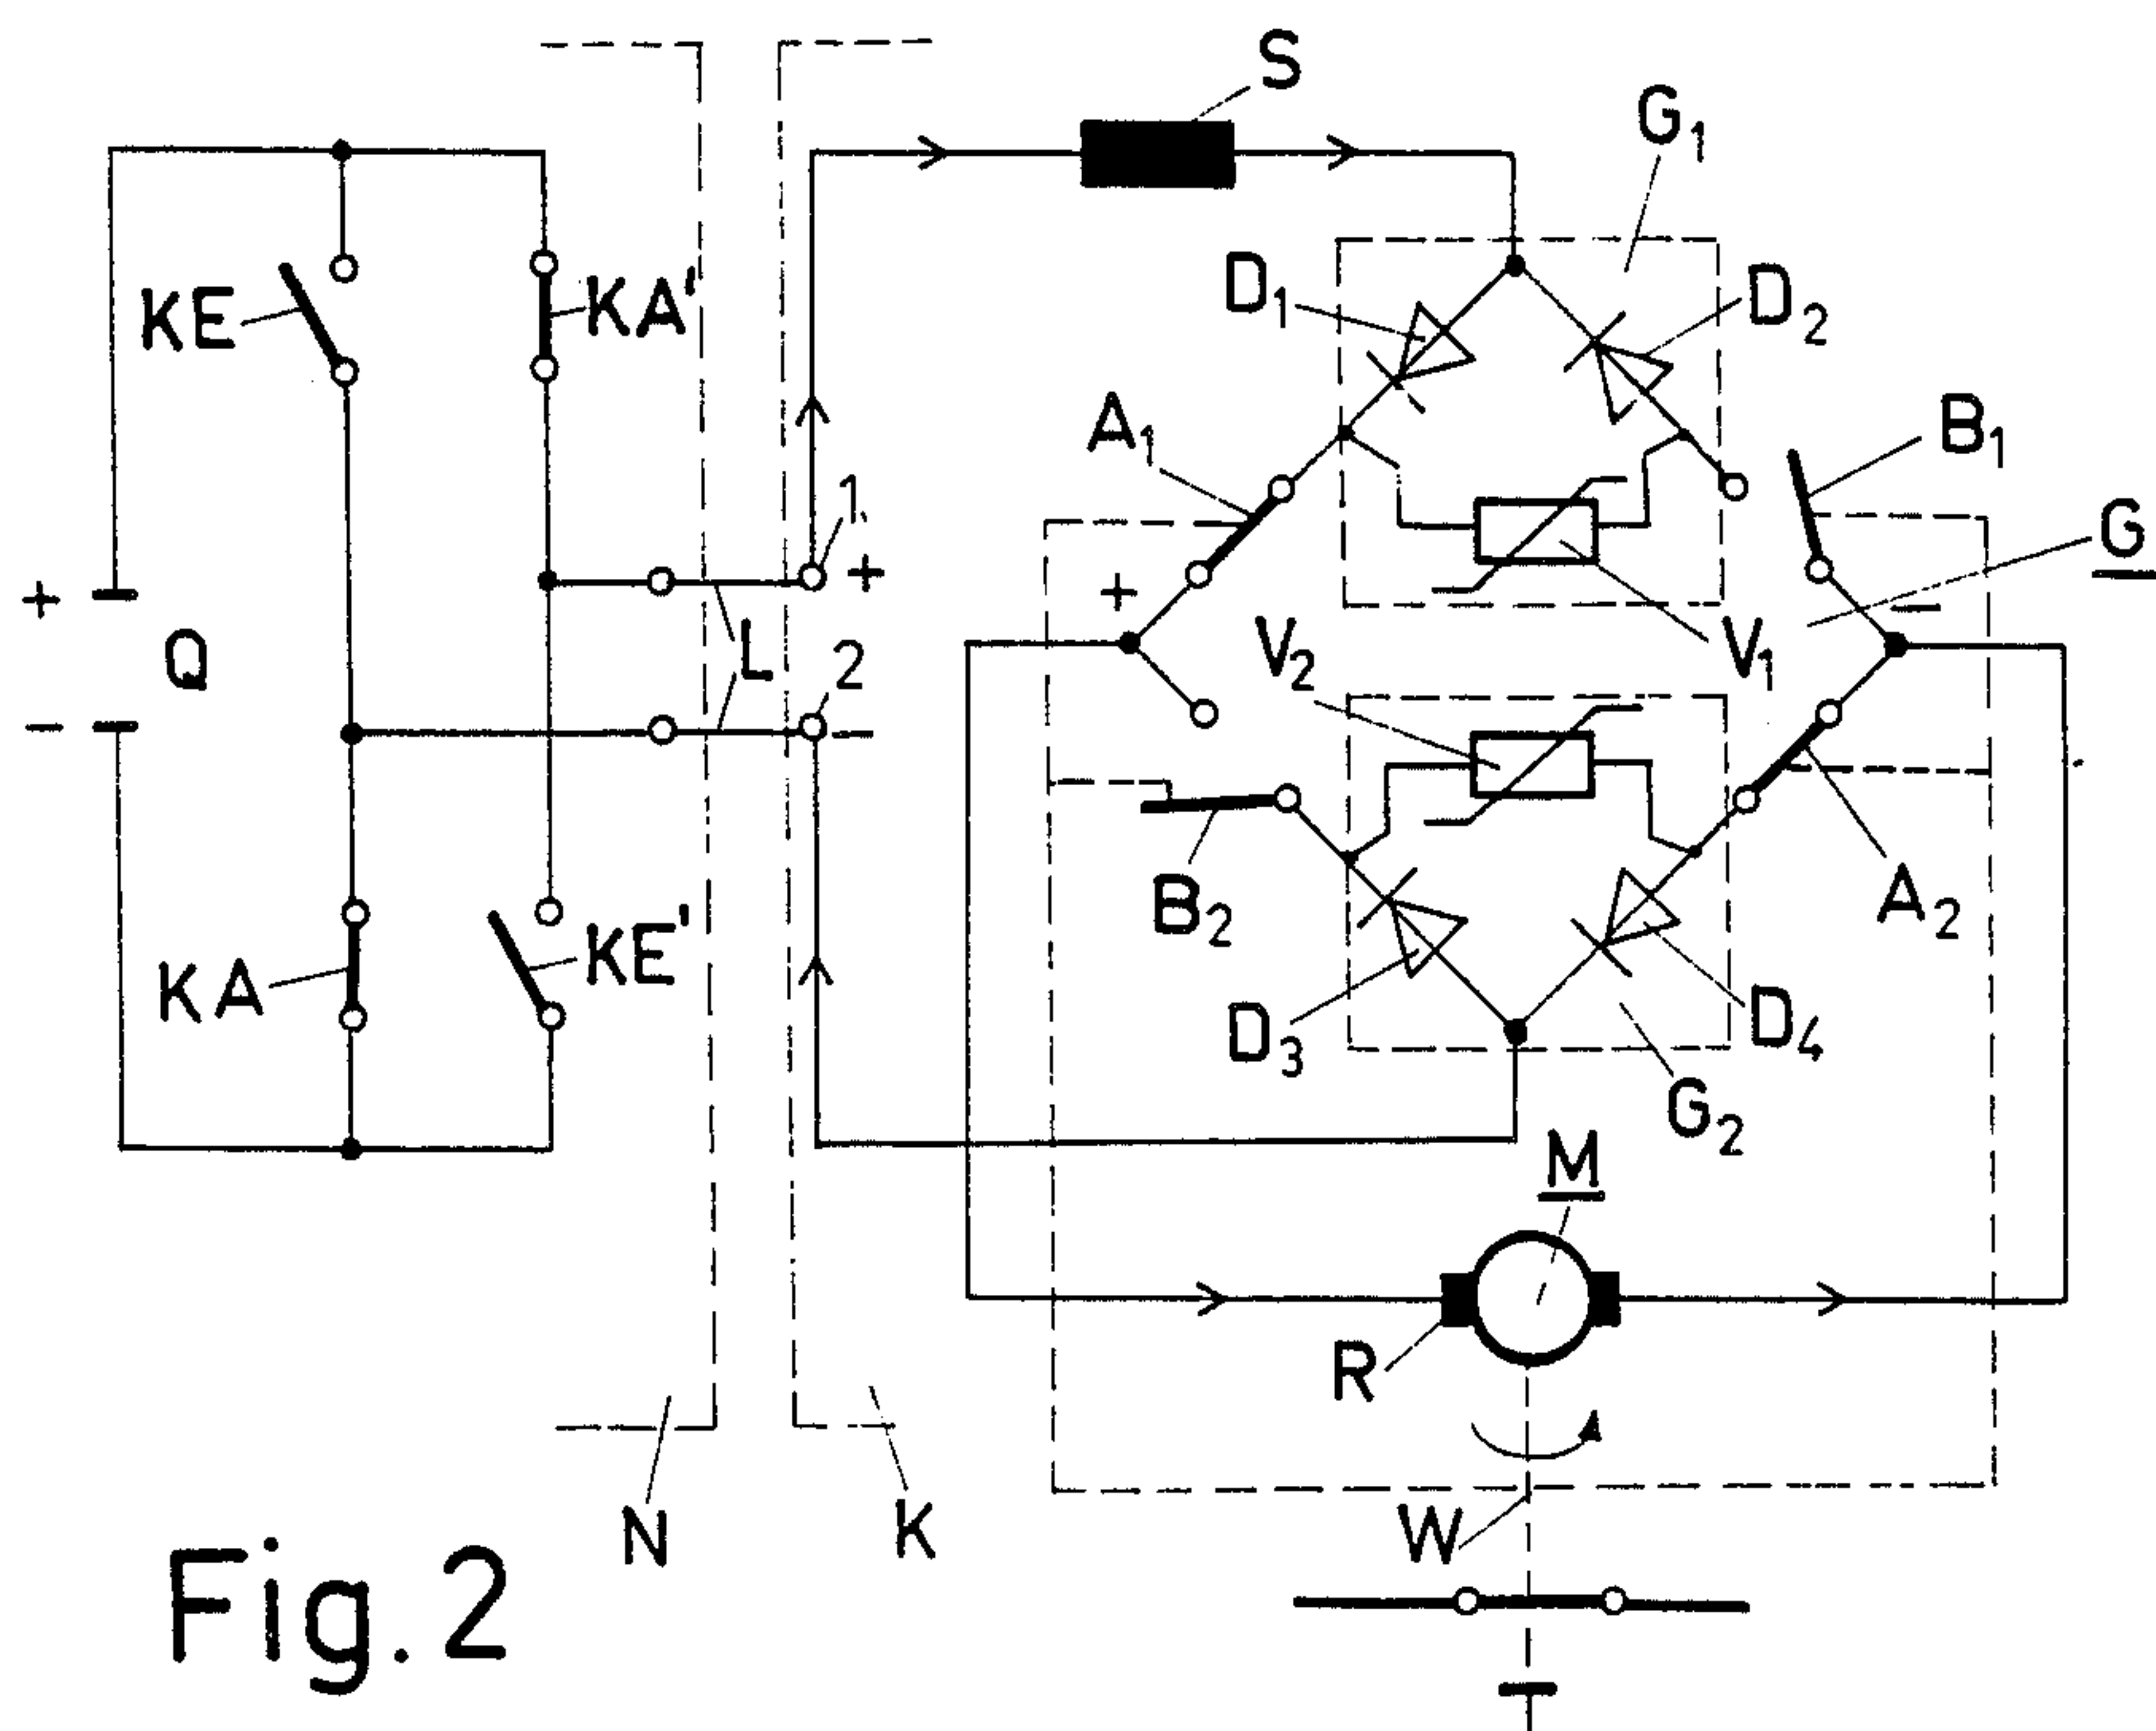 S
G1
D1
D2
KE
KA'
A1
B1
1
+
G
+
+
−
Q
L
2
V2
V1
−
−
B2
A2
KA
KE'
D3
D4
G2
M
R
N
K
W
Fig. 2